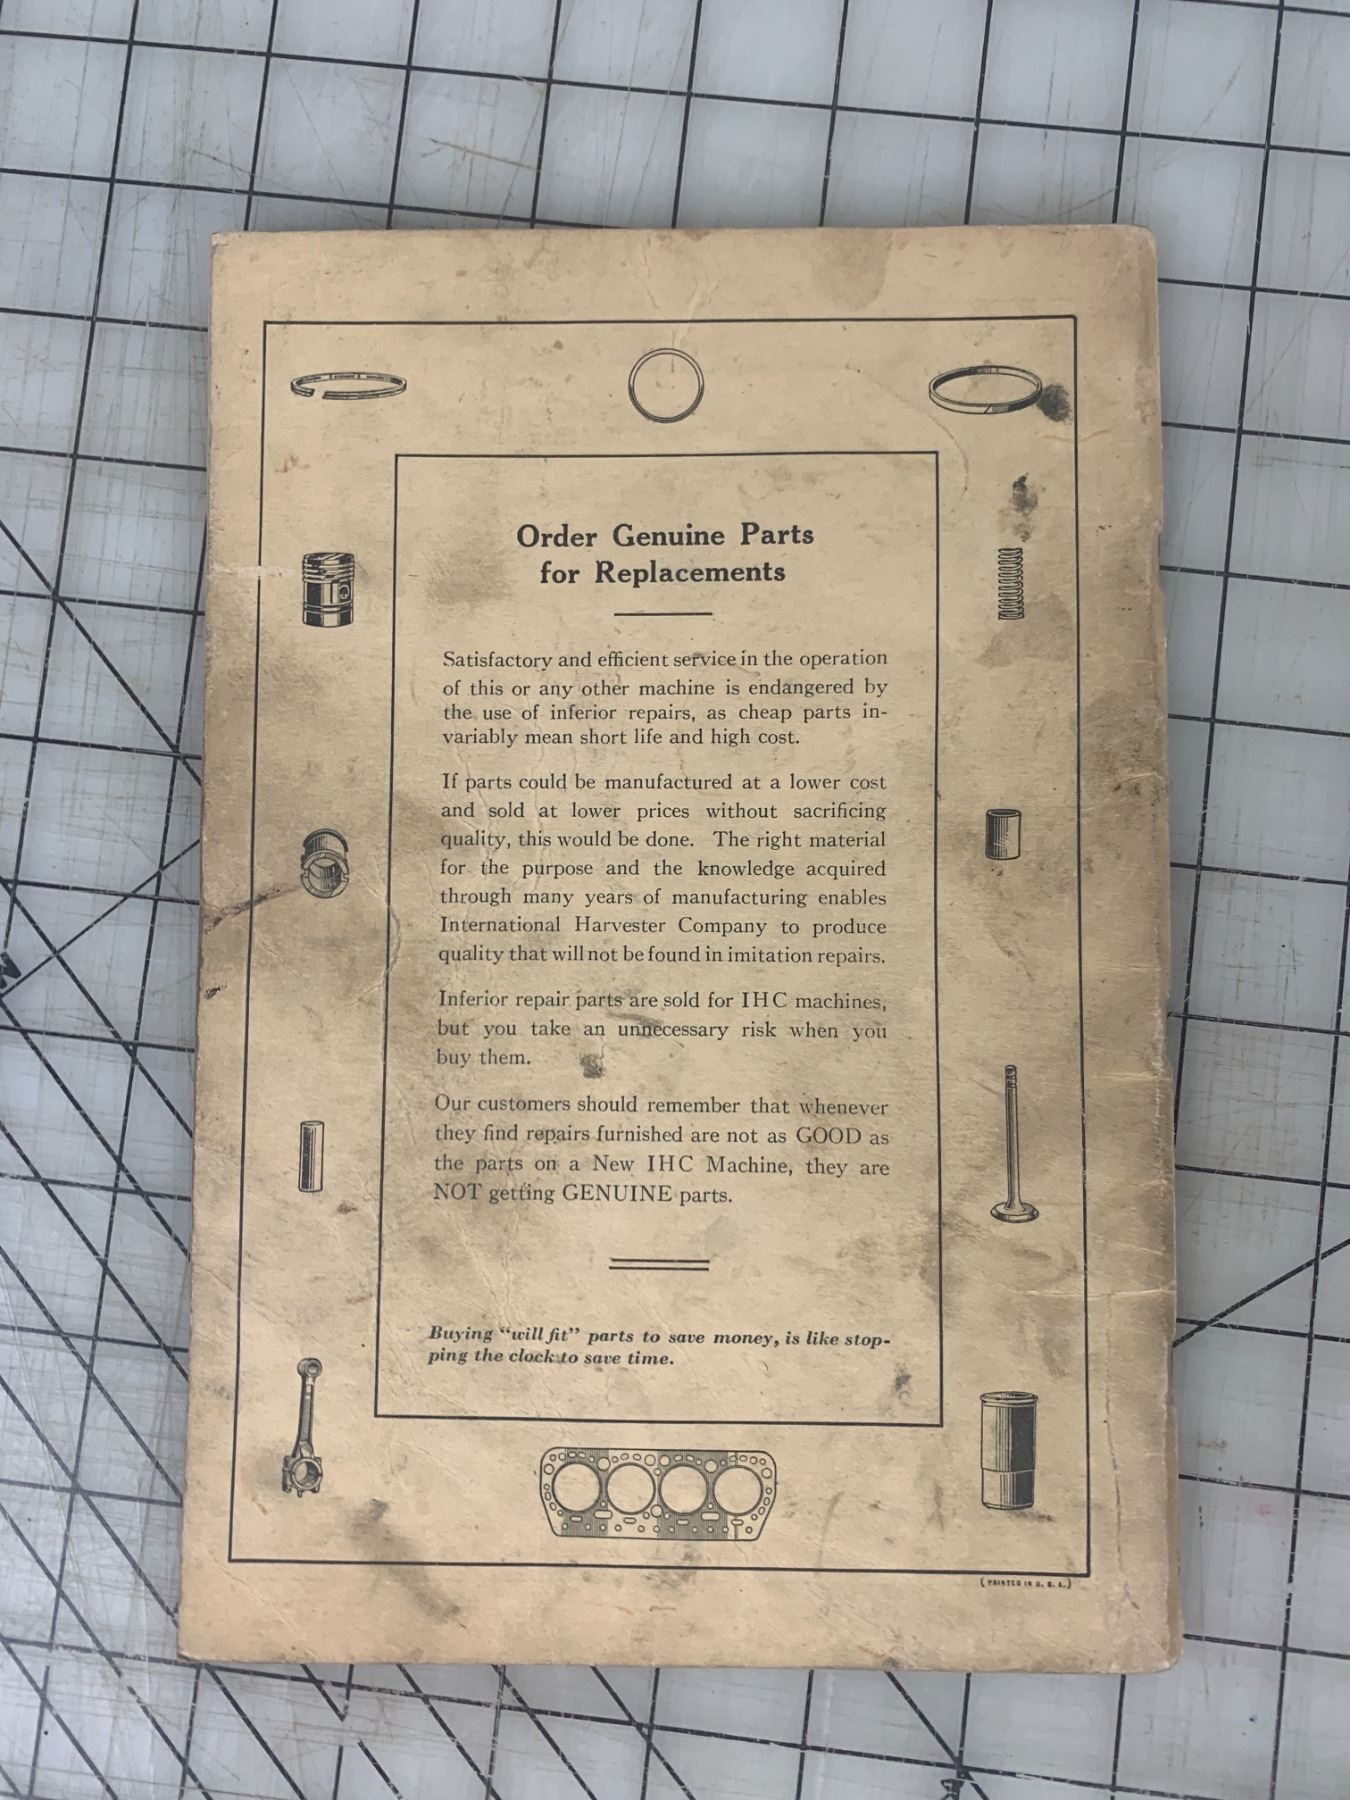 Order Genuine Parts
for Replacements
Satisfactory and efficient service in the operation
of this or any other machine is endangered by
the use of inferior repairs, as cheap parts in-
variably mean short life and high cost.
If parts could be manufactured at a lower cost
and sold at lower prices without sacrificing
quality, this would be done. The right material
for the purpose and the knowledge acquired
through many years of manufacturing enables
International Harvester Company to produce
quality that will not be found in imitation repairs.
Inferior repair parts are sold for IHC machines,
but you take an unnecessary risk when you
buy them.
Our customers should remember that whenever
they find repairs furnished are not as GOOD as
the parts on a New IHC Machine, they are
NOT getting GENUINE parts.
Buying "will fit" parts to save money, is like stop-
ping the clock to save time.
( PRINTED IN U. S. A.)